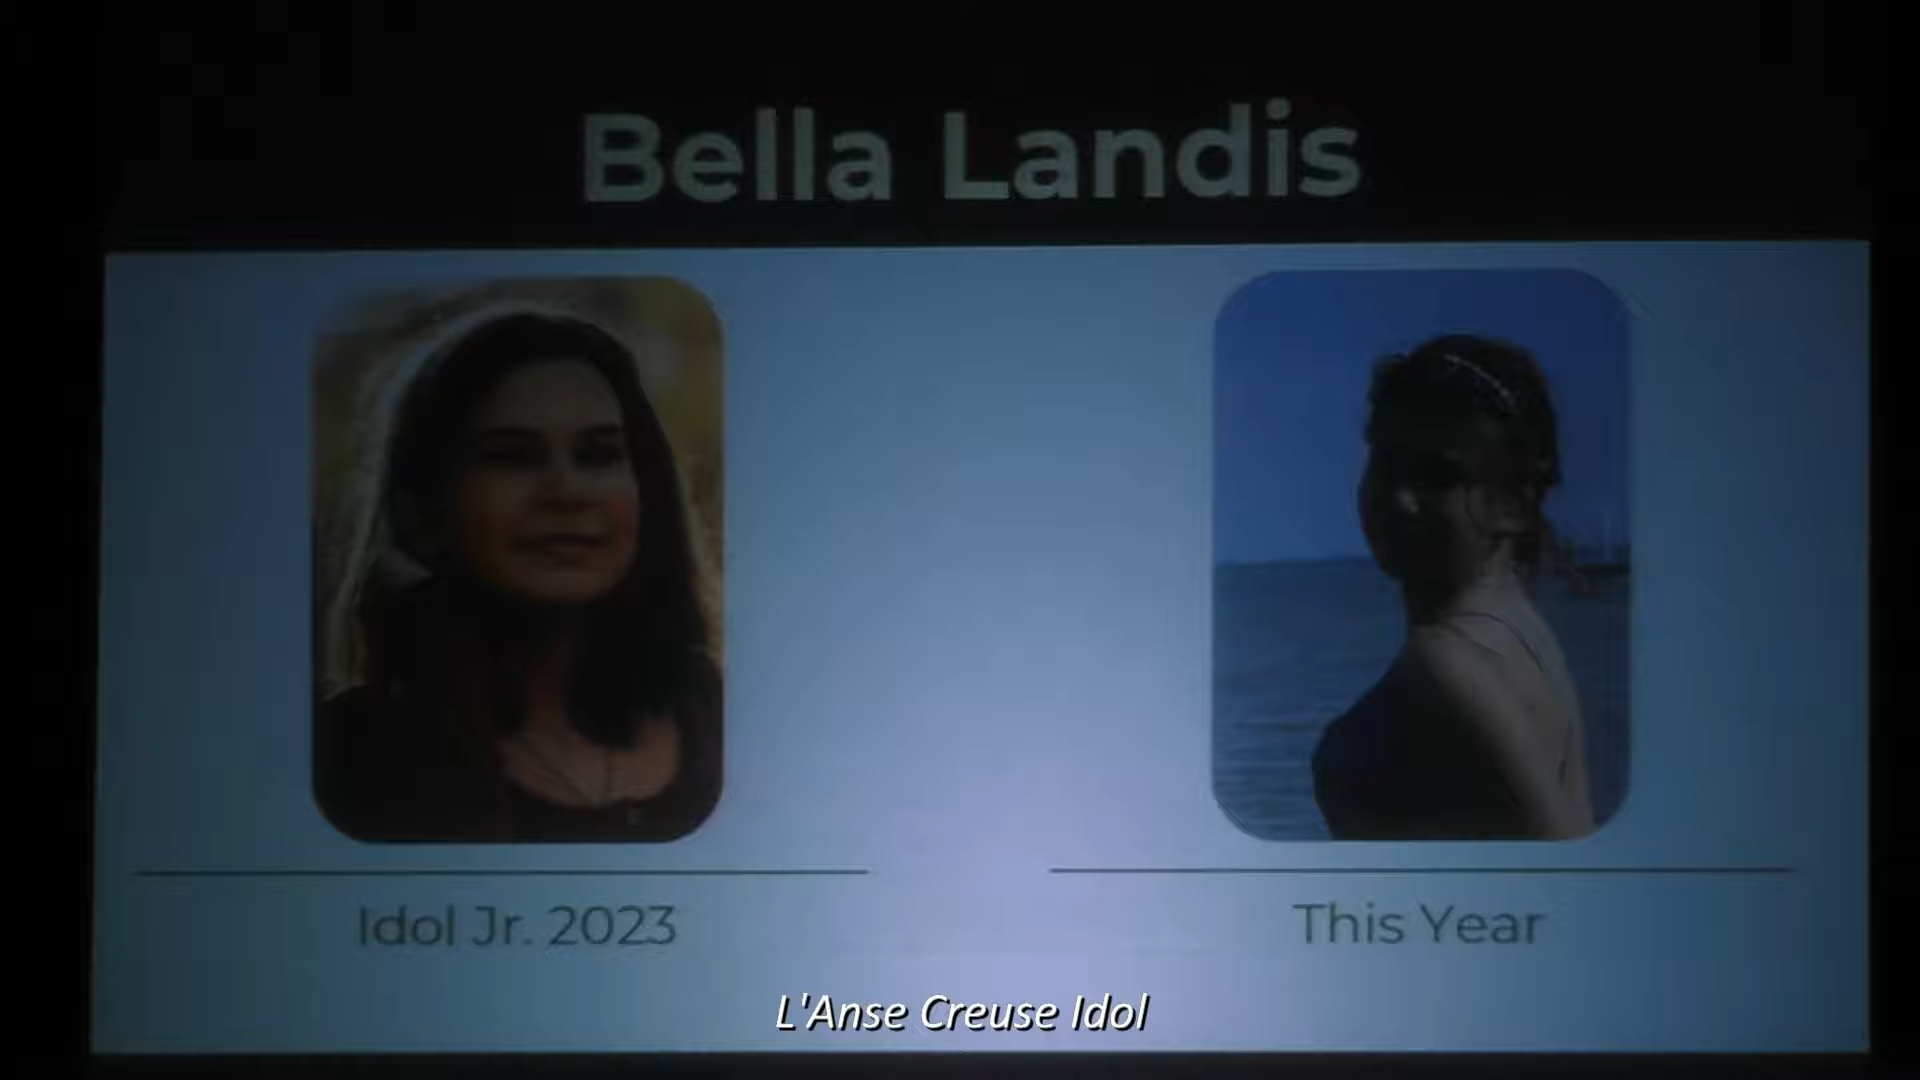 Bella Landis
Idol Jr. 2023
This Year
L'Anse Creuse Idol